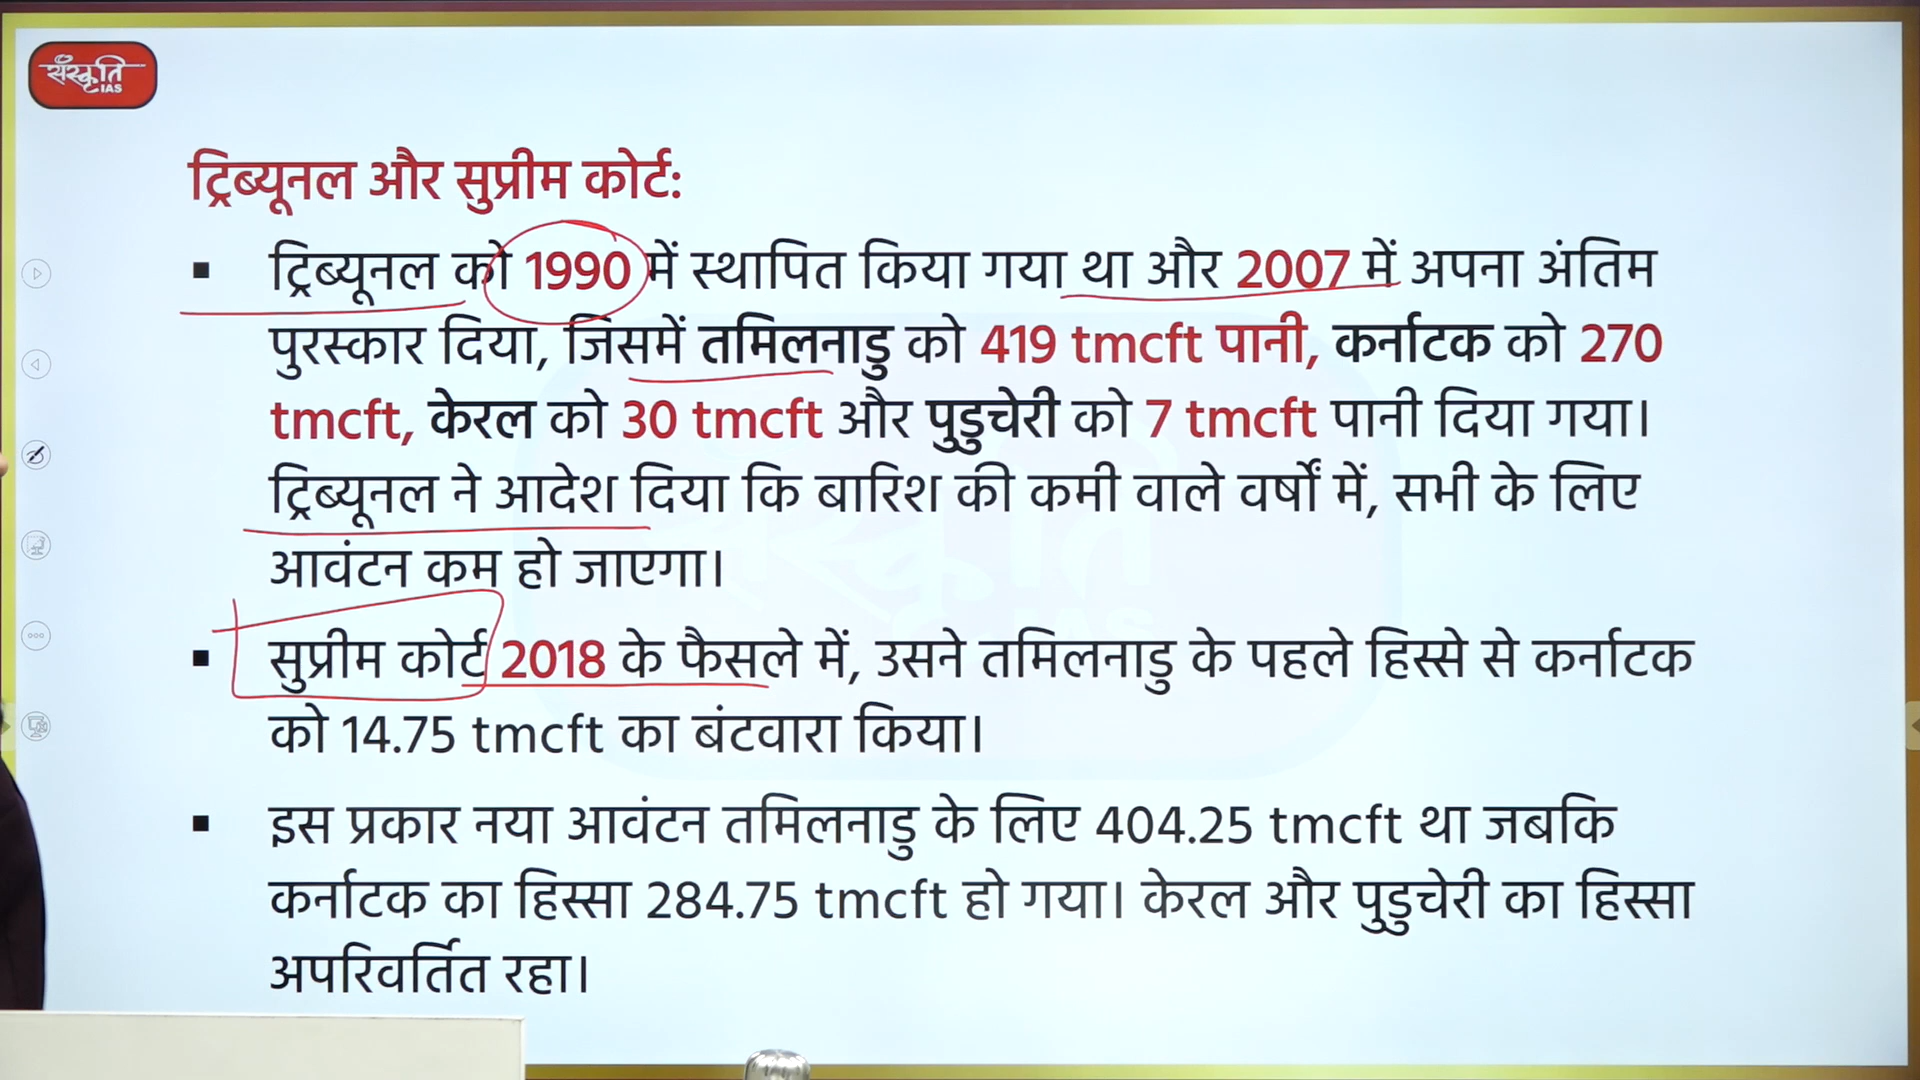 संस्कृति
IAS
ट्रिब्यूनल और सुप्रीम कोर्ट:
▪ ट्रिब्यूनल को 1990 में स्थापित किया गया था और 2007 में अपना अंतिम
पुरस्कार दिया, जिसमें तमिलनाडु को 419 tmcft पानी, कर्नाटक को 270
tmcft, केरल को 30 tmcft और पुडुचेरी को 7 tmcft पानी दिया गया।
ट्रिब्यूनल ने आदेश दिया कि बारिश की कमी वाले वर्षों में, सभी के लिए
आवंटन कम हो जाएगा।
▪ सुप्रीम कोर्ट 2018 के फैसले में, उसने तमिलनाडु के पहले हिस्से से कर्नाटक
को 14.75 tmcft का बंटवारा किया।
▪ इस प्रकार नया आवंटन तमिलनाडु के लिए 404.25 tmcft था जबकि
कर्नाटक का हिस्सा 284.75 tmcft हो गया। केरल और पुडुचेरी का हिस्सा
अपरिवर्तित रहा।